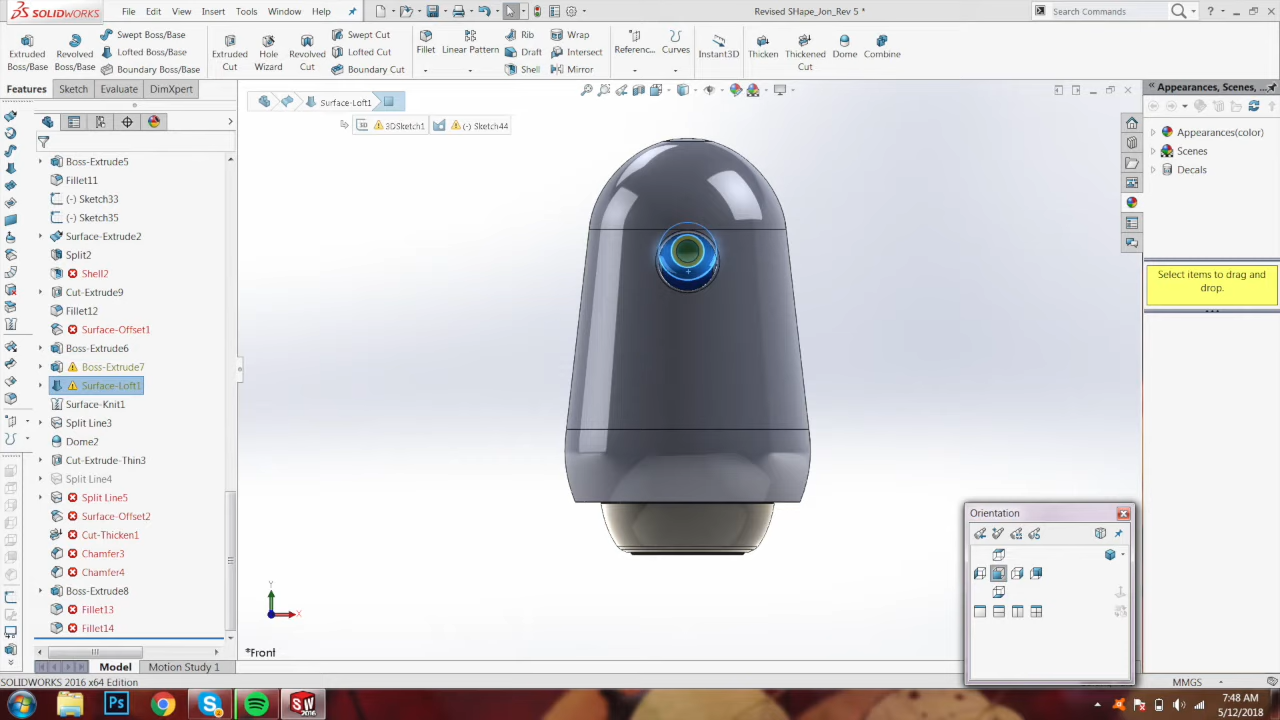 SOLIDWORKS File Edit View Insert Tools Window Help Revised SHape_Jon_Rev 5 * Search Commands
Extruded Boss/Base Revolved Boss/Base Swept Boss/Base Lofted Boss/Base Boundary Boss/Base Extruded Cut Hole Wizard Revolved Cut Swept Cut Lofted Cut Boundary Cut Fillet Linear Pattern Rib Draft Shell Wrap Intersect Mirror Referenc... Curves Instant3D Thicken Thickened Cut Dome Combine
Features Sketch Evaluate DimXpert
Surface-Loft1
3DSketch1 (-) Sketch44
Boss-Extrude5
Fillet11
(-) Sketch33
(-) Sketch35
Surface-Extrude2
Split2
Shell2
Cut-Extrude9
Fillet12
Surface-Offset1
Boss-Extrude6
Boss-Extrude7
Surface-Loft1
Surface-Knit1
Split Line3
Dome2
Cut-Extrude-Thin3
Split Line4
Split Line5
Surface-Offset2
Cut-Thicken1
Chamfer3
Chamfer4
Boss-Extrude8
Fillet13
Fillet14
Y
X
*Front
Appearances, Scenes, ...
Appearances(color)
Scenes
Decals
Select items to drag and
drop.
Orientation
Model Motion Study 1
SOLIDWORKS 2016 x64 Edition MMGS
Ps SW 2016 7:48 AM
5/12/2018